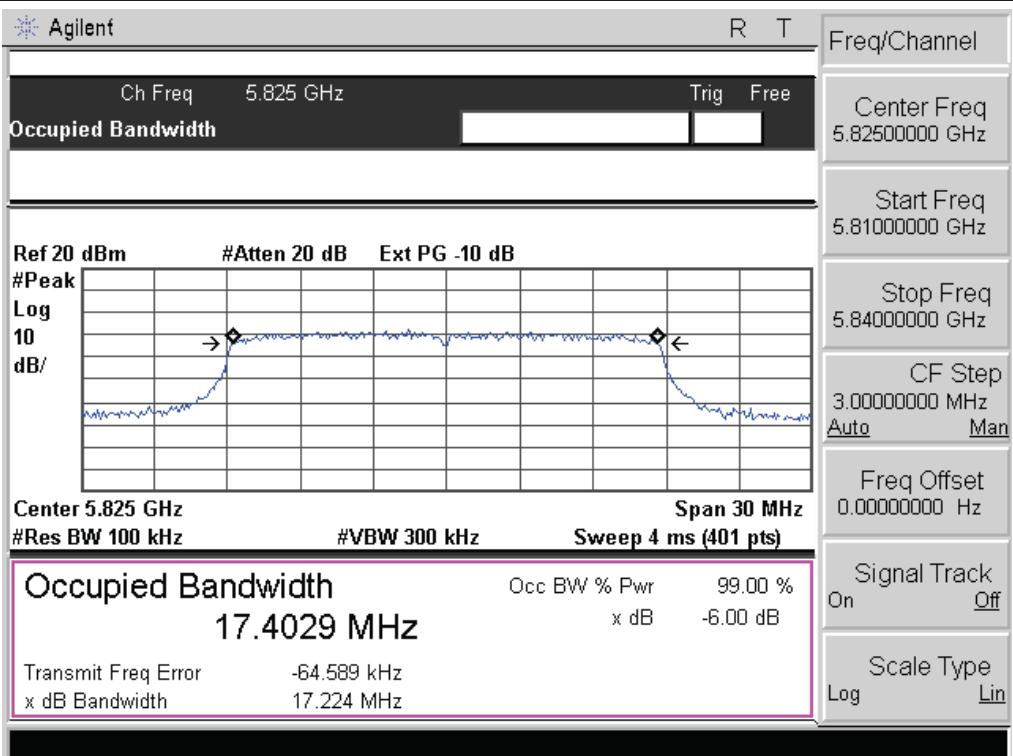 Agilent R T
Freq/Channel
Ch Freq 5.825 GHz Trig Free
Occupied Bandwidth
Center Freq
5.82500000 GHz
Start Freq
5.81000000 GHz
Ref 20 dBm #Atten 20 dB Ext PG -10 dB
#Peak
Log
10
dB/
Stop Freq
5.84000000 GHz
CF Step
3.00000000 MHz
Auto Man
Center 5.825 GHz Span 30 MHz
#Res BW 100 kHz #VBW 300 kHz Sweep 4 ms (401 pts)
Freq Offset
0.00000000 Hz
Occupied Bandwidth
17.4029 MHz
Occ BW % Pwr 99.00 %
x dB -6.00 dB
Transmit Freq Error -64.589 kHz
x dB Bandwidth 17.224 MHz
Signal Track
On Off
Scale Type
Log Lin